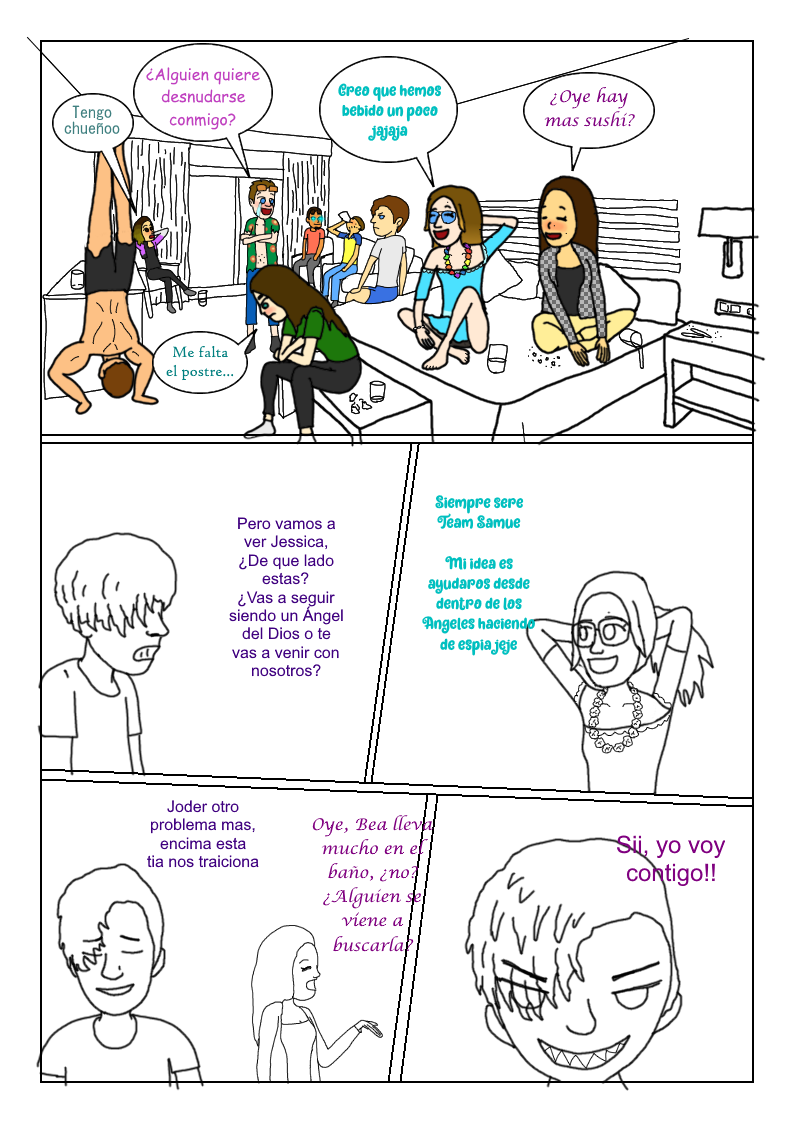 Tengo
chueñoo
¿Alguien quiere
desnudarse
conmigo?
Creo que hemos
bebido un poco
jajaja
¿Oye hay
mas sushi?
Me falta
el postre...
Pero vamos a
ver Jessica,
¿De que lado
estas?
¿Vas a seguir
siendo un Ángel
del Dios o te
vas a venir con
nosotros?
Siempre sere
Team Samue
Mi idea es
ayudaros desde
dentro de los
Angeles haciendo
de espia jeje
Joder otro
problema mas,
encima esta
tia nos traiciona
Oye, Bea lleva
mucho en el
baño, ¿no?
¿Alguien se
viene a
buscarla?
Sii, yo voy
contigo!!